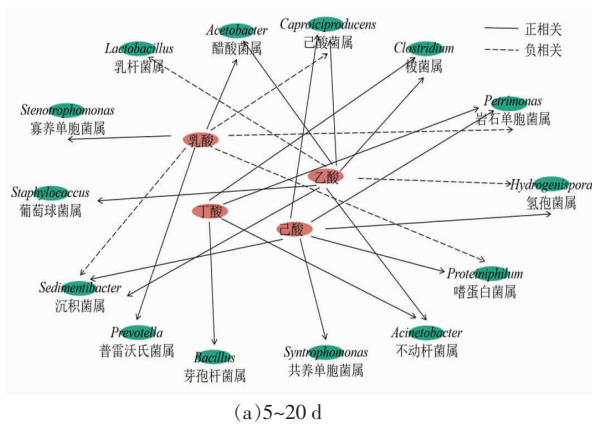 Acetobacter
醋酸菌属
Caproiciproducens
己酸菌属
Lactobacillus
乳杆菌属
Clostridium
梭菌属
正相关
负相关
Stenotrophomonas
寡养单胞菌属
Petrimonas
岩石单胞菌属
乳酸
乙酸
Staphylococcus
葡萄球菌属
Hydrogenispora
氢孢菌属
丁酸
己酸
Sedimentibacter
沉积菌属
Proteiniphilum
嗜蛋白菌属
Prevotella
普雷沃氏菌属
Bacillus
芽孢杆菌属
Syntrophomonas
共养单胞菌属
Acinetobacter
不动杆菌属
(a)5~20 d